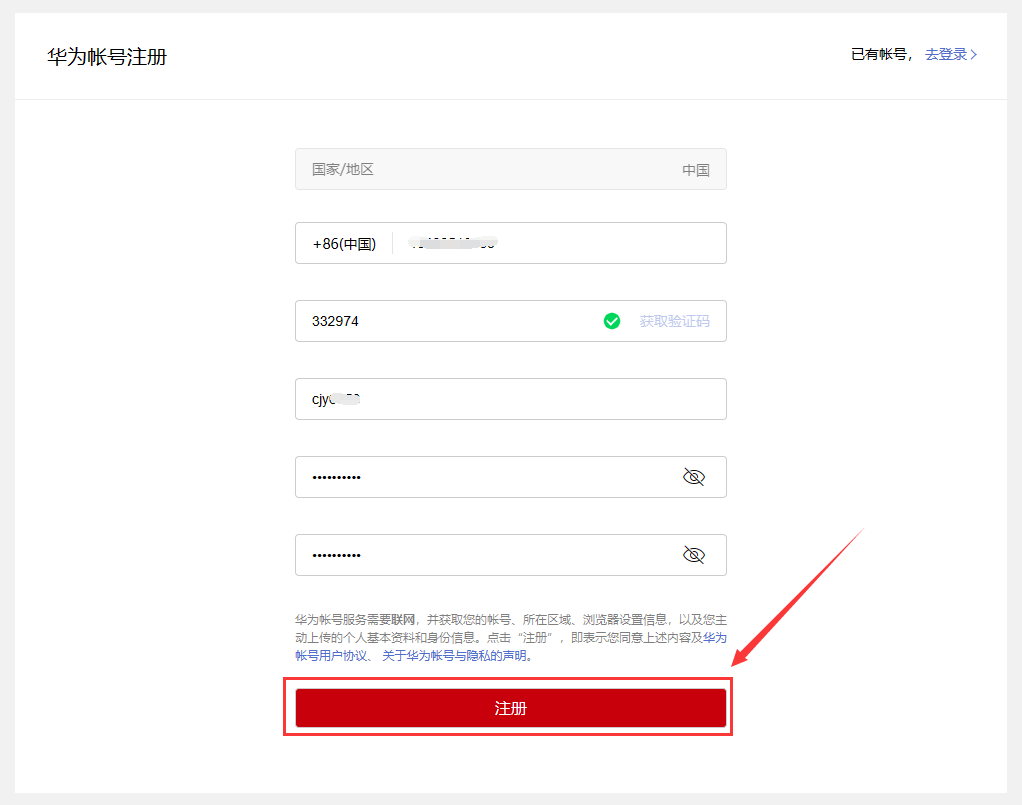 华为帐号注册
已有帐号， 去登录
国家/地区 中国
+86(中国)
332974 获取验证码
华为帐号服务需要联网，并获取您的帐号、所在区域、浏览器设置信息，以及您主
动上传的个人基本资料和身份信息。点击“注册”，即表示您同意上述内容及华为
帐号用户协议、 关于华为帐号与隐私的声明。
注册